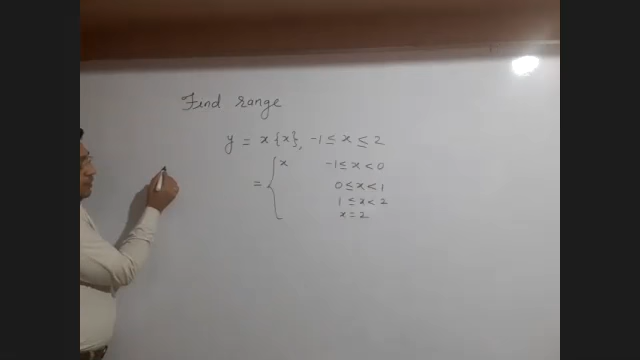 Find range
y = x {x}, -1 ≤ x ≤ 2
= { x   -1 ≤ x < 0
0 ≤ x < 1
1 ≤ x < 2
x = 2